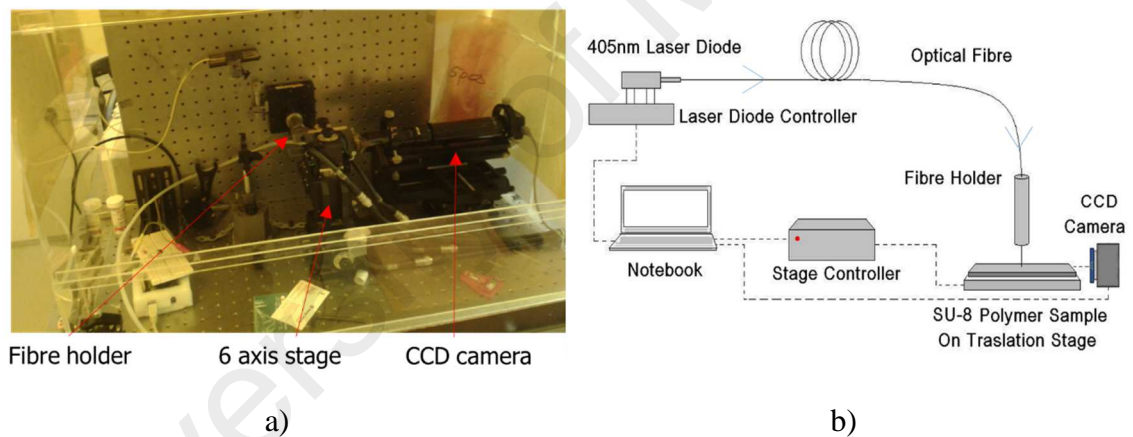 Fibre holder
6 axis stage
CCD camera
a)
405nm Laser Diode
Optical Fibre
Laser Diode Controller
Fibre Holder
CCD
Camera
Notebook
Stage Controller
SU-8 Polymer Sample
On Traslation Stage
b)